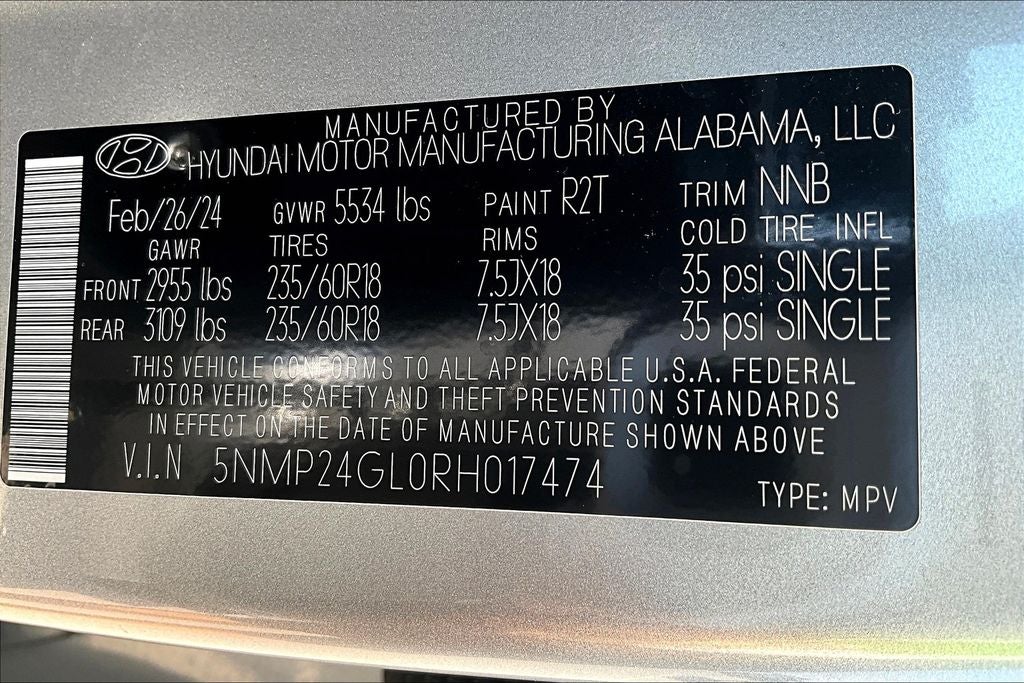 MANUFACTURED BY
HYUNDAI MOTOR MANUFACTURING ALABAMA, LLC
Feb/26/24 GVWR 5534 lbs PAINT R2T TRIM NNB
GAWR TIRES RIMS COLD TIRE INFL
FRONT 2955 lbs 235/60R18 7.5JX18 35 psi SINGLE
REAR 3109 lbs 235/60R18 7.5JX18 35 psi SINGLE
THIS VEHICLE CONFORMS TO ALL APPLICABLE U.S.A. FEDERAL
MOTOR VEHICLE SAFETY AND THEFT PREVENTION STANDARDS
IN EFFECT ON THE DATE OF MANUFACTURE SHOWN ABOVE
V.I.N 5NMP24GL0RH017474
TYPE: MPV